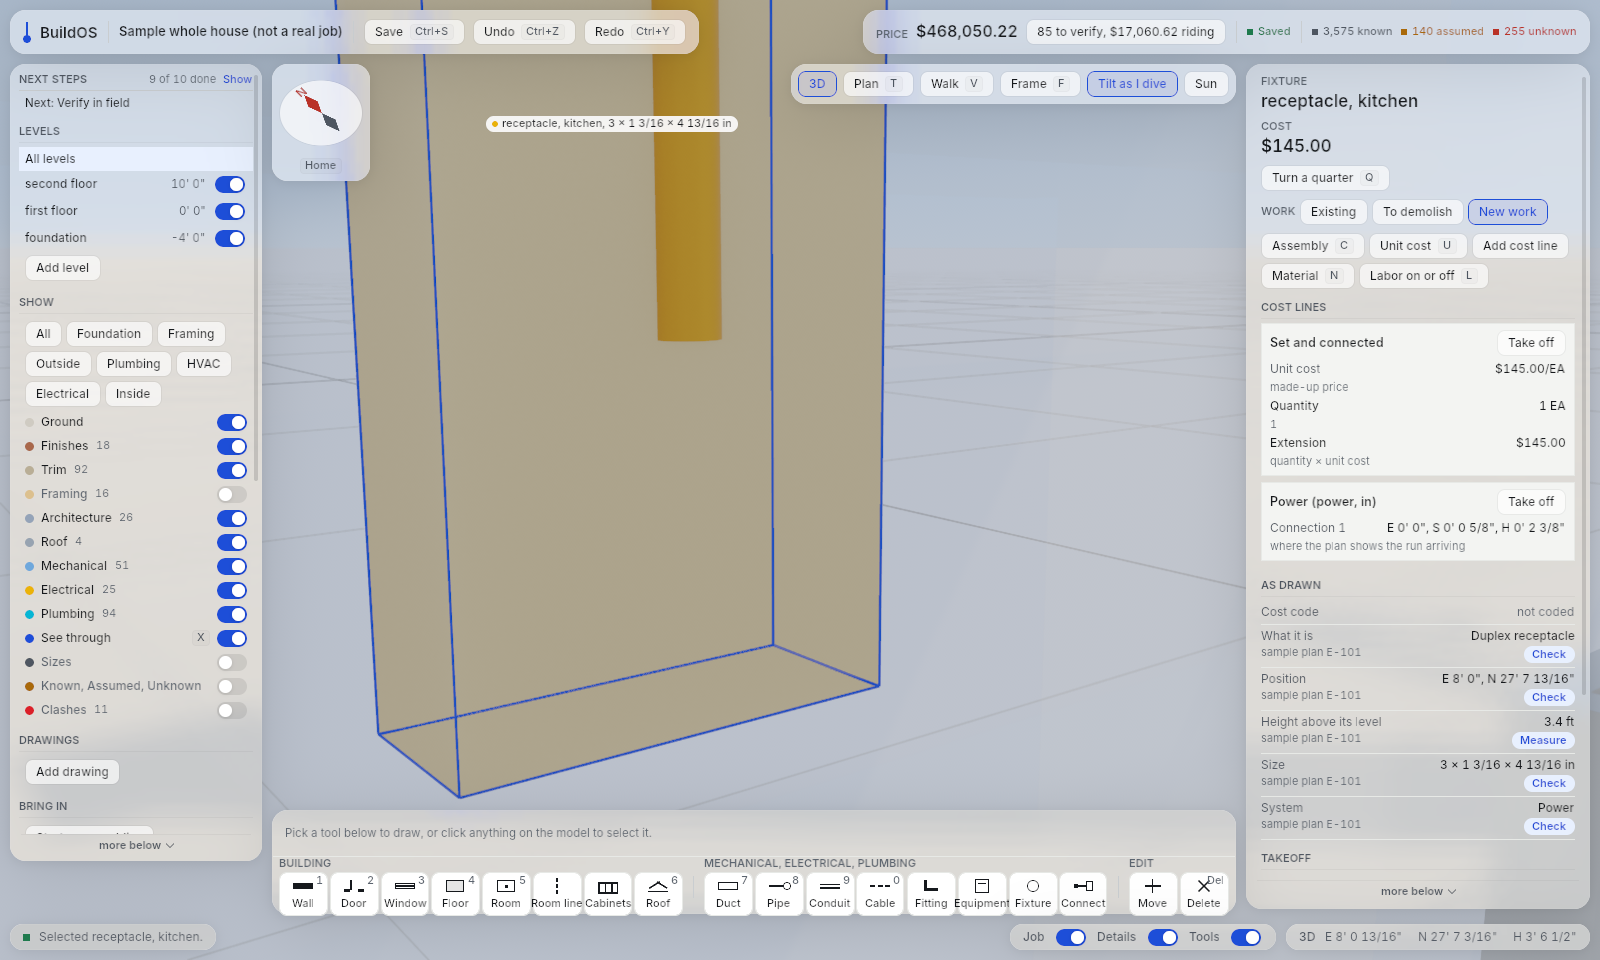 BuildOS
Sample whole house (not a real job)
Save Ctrl+S
Undo Ctrl+Z
Redo Ctrl+Y
PRICE $468,050.22
85 to verify, $17,060.62 riding
Saved
3,575 known
140 assumed
255 unknown
NEXT STEPS 9 of 10 done Show
Next: Verify in field
LEVELS
All levels
second floor 10' 0"
first floor 0' 0"
foundation -4' 0"
Add level
SHOW
All Foundation Framing
Outside Plumbing HVAC
Electrical Inside
Ground
Finishes 18
Trim 92
Framing 16
Architecture 26
Roof 4
Mechanical 51
Electrical 25
Plumbing 94
See through X
Sizes
Known, Assumed, Unknown
Clashes 11
DRAWINGS
Add drawing
BRING IN
more below
N
Home
3D
Plan T
Walk V
Frame F
Tilt as I dive
Sun
receptacle, kitchen, 3 × 1 3/16 × 4 13/16 in
FIXTURE
receptacle, kitchen
COST
$145.00
Turn a quarter Q
WORK Existing To demolish New work
Assembly C Unit cost U Add cost line
Material N Labor on or off L
COST LINES
Set and connected Take off
Unit cost $145.00/EA
made-up price
Quantity 1 EA
1
Extension $145.00
quantity × unit cost
Power (power, in) Take off
Connection 1 E 0' 0", S 0' 0 5/8", H 0' 2 3/8"
where the plan shows the run arriving
AS DRAWN
Cost code not coded
What it is Duplex receptacle
sample plan E-101 Check
Position E 8' 0", N 27' 7 13/16"
sample plan E-101 Check
Height above its level 3.4 ft
sample plan E-101 Measure
Size 3 × 1 3/16 × 4 13/16 in
sample plan E-101 Check
System Power
sample plan E-101 Check
TAKEOFF
more below
Pick a tool below to draw, or click anything on the model to select it.
BUILDING
Wall 1
Door 2
Window 3
Floor 4
Room 5
Room line
Cabinets
Roof 6
MECHANICAL, ELECTRICAL, PLUMBING
Duct 7
Pipe 8
Conduit 9
Cable 0
Fitting
Equipment
Fixture
Connect
EDIT
Move
Delete Del
Selected receptacle, kitchen.
Job Details Tools
3D E 8' 0 13/16" N 27' 7 3/16" H 3' 6 1/2"